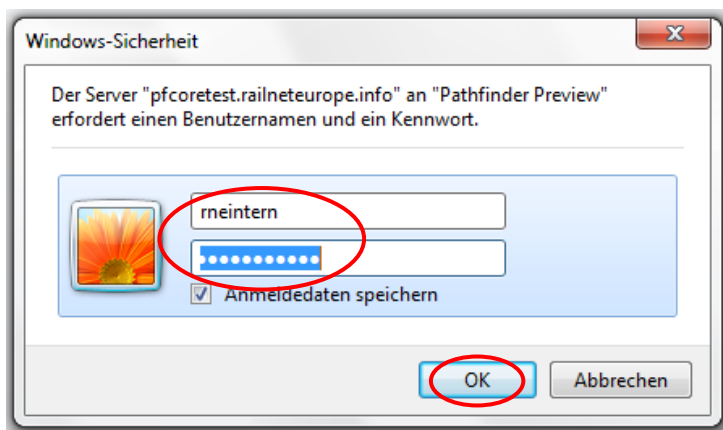 Windows-Sicherheit
Der Server "pfcoretest.railneteurope.info" an "Pathfinder Preview"
erfordert einen Benutzernamen und ein Kennwort.
rneintern
●●●●●●●●●●●
Anmeldedaten speichern
OK
Abbrechen